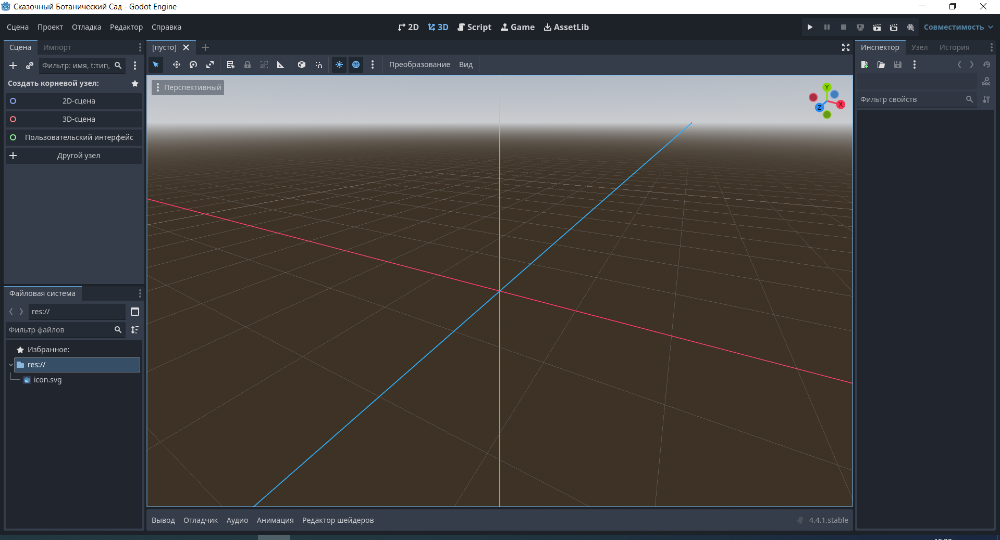 Сказочный Ботанический Сад - Godot Engine
Сцена Проект Отладка Редактор Справка
2D 3D Script Game AssetLib
Совместимость
Сцена Импорт
Фильтр: имя, t:тип,
Создать корневой узел:
2D-сцена
3D-сцена
Пользовательский интерфейс
Другой узел
Файловая система
res://
Фильтр файлов
Избранное:
res://
icon.svg
[пусто]
Преобразование Вид
Перспективный
Y
X
Z
Вывод Отладчик Аудио Анимация Редактор шейдеров
4.4.1.stable
Инспектор Узел История
DOC
Фильтр свойств